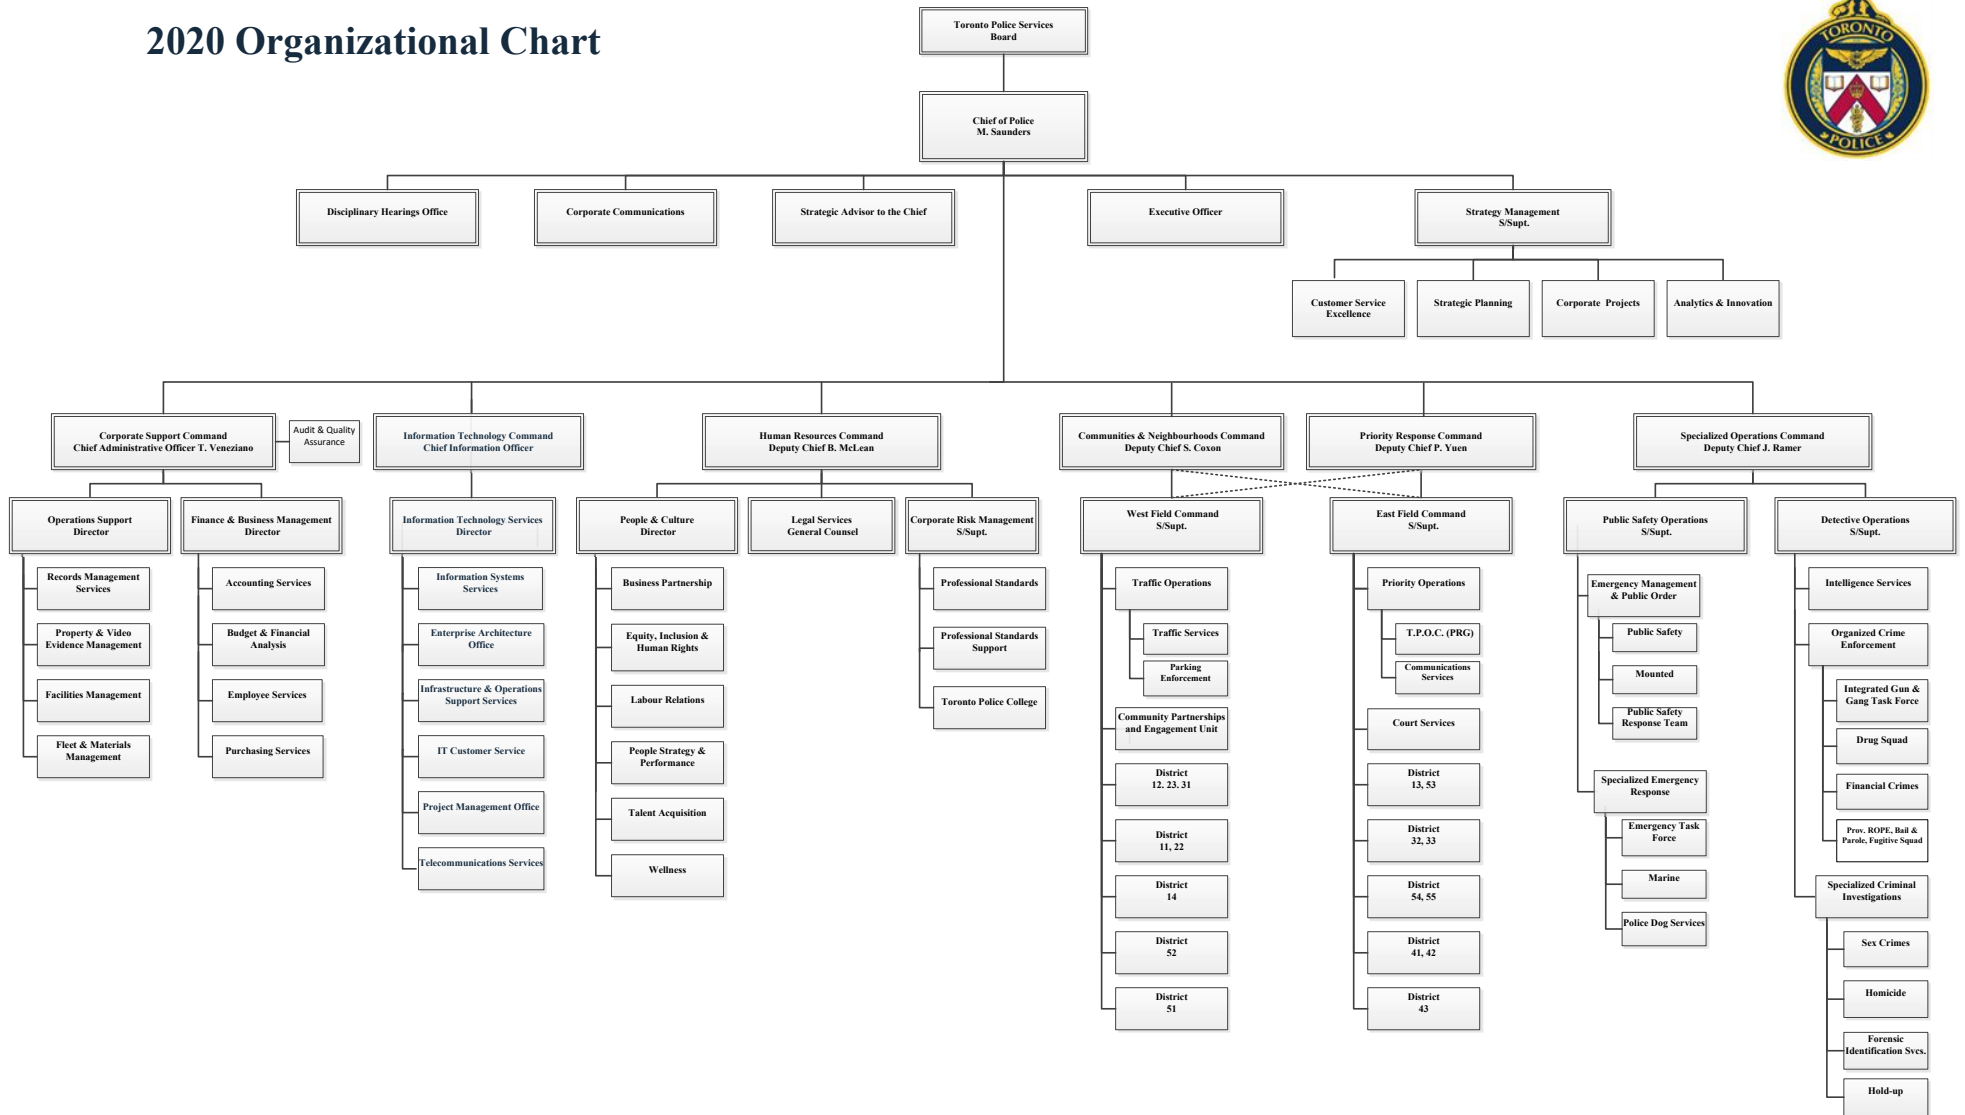 2020 Organizational Chart
Toronto Police Services
Board
TORONTO
POLICE
Chief of Police
M. Saunders
Disciplinary Hearings Office
Corporate Communications
Strategic Advisor to the Chief
Executive Officer
Strategy Management
S/Supt.
Customer Service
Excellence
Strategic Planning
Corporate Projects
Analytics & Innovation
Corporate Support Command
Chief Administrative Officer T. Veneziano
Audit & Quality
Assurance
Information Technology Command
Chief Information Officer
Human Resources Command
Deputy Chief B. McLean
Communities & Neighbourhoods Command
Deputy Chief S. Coxon
Priority Response Command
Deputy Chief P. Yuen
Specialized Operations Command
Deputy Chief J. Ramer
Operations Support
Director
Records Management
Services
Property & Video
Evidence Management
Facilities Management
Fleet & Materials
Management
Finance & Business Management
Director
Accounting Services
Budget & Financial
Analysis
Employee Services
Purchasing Services
Information Technology Services
Director
Information Systems
Services
Enterprise Architecture
Office
Infrastructure & Operations
Support Services
IT Customer Service
Project Management Office
Telecommunications Services
People & Culture
Director
Business Partnership
Equity, Inclusion &
Human Rights
Labour Relations
People Strategy &
Performance
Talent Acquisition
Wellness
Legal Services
General Counsel
Corporate Risk Management
S/Supt.
Professional Standards
Professional Standards
Support
Toronto Police College
West Field Command
S/Supt.
Traffic Operations
Traffic Services
Parking
Enforcement
Community Partnerships
and Engagement Unit
District
12. 23. 31
District
11, 22
District
14
District
52
District
51
East Field Command
S/Supt.
Priority Operations
T.P.O.C. (PRG)
Communications
Services
Court Services
District
13, 53
District
32, 33
District
54, 55
District
41, 42
District
43
Public Safety Operations
S/Supt.
Emergency Management
& Public Order
Public Safety
Mounted
Public Safety
Response Team
Specialized Emergency
Response
Emergency Task
Force
Marine
Police Dog Services
Detective Operations
S/Supt.
Intelligence Services
Organized Crime
Enforcement
Integrated Gun &
Gang Task Force
Drug Squad
Financial Crimes
Prov. ROPE, Bail &
Parole, Fugitive Squad
Specialized Criminal
Investigations
Sex Crimes
Homicide
Forensic
Identification Svcs.
Hold-up